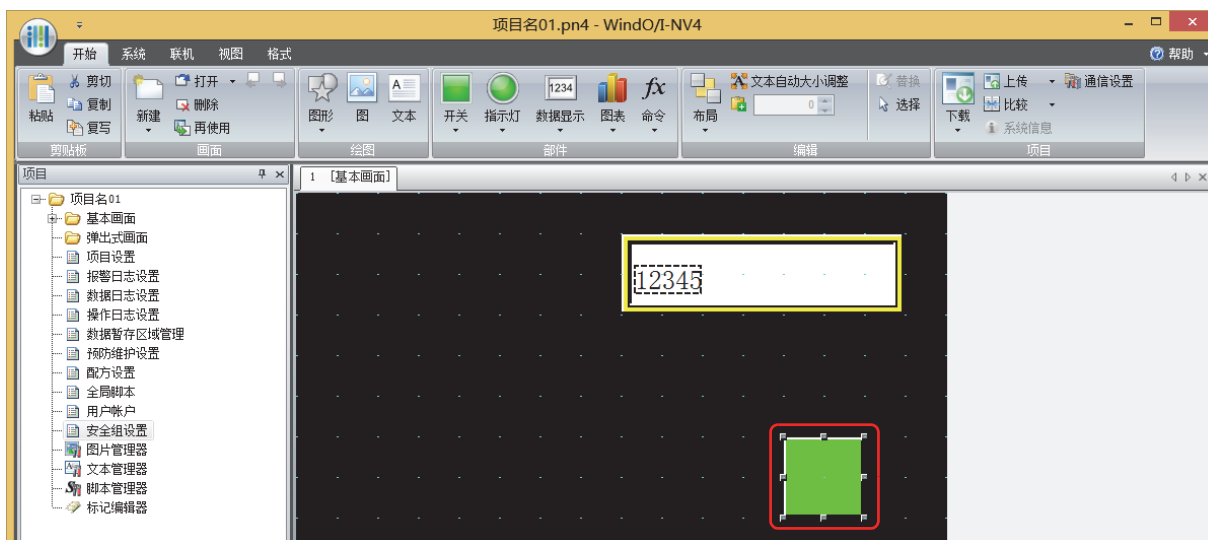 项目名01.pn4 - WindO/I-NV4
开始 系统 联机 视图 格式 帮助
剪切
复制
复写
粘贴
剪贴板
新建
打开
删除
再使用
画面
图形
图
A
文本
绘图
开关
指示灯
1234
数据显示
图表
fx
命令
部件
布局
文本自动大小调整
0
替换
选择
编辑
下载
上传
比较
系统信息
通信设置
项目
项目
项目名01
基本画面
弹出式画面
项目设置
报警日志设置
数据日志设置
操作日志设置
数据暂存区域管理
预防维护设置
配方设置
全局脚本
用户帐户
安全组设置
图片管理器
文本管理器
脚本管理器
标记编辑器
1 [基本画面]
12345